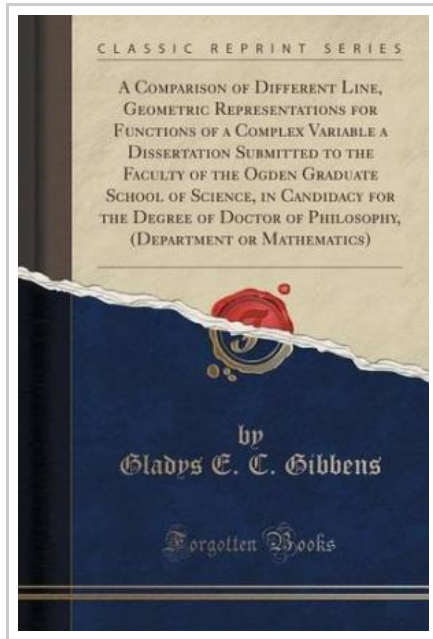 CLASSIC REPRINT SERIES
A COMPARISON OF DIFFERENT LINE,
GEOMETRIC REPRESENTATIONS FOR
FUNCTIONS OF A COMPLEX VARIABLE A
DISSERTATION SUBMITTED TO THE
FACULTY OF THE OGDEN GRADUATE
SCHOOL OF SCIENCE, IN CANDIDACY FOR
THE DEGREE OF DOCTOR OF PHILOSOPHY,
(DEPARTMENT OR MATHEMATICS)
by
Gladys E. C. Gibbens
Forgotten Books